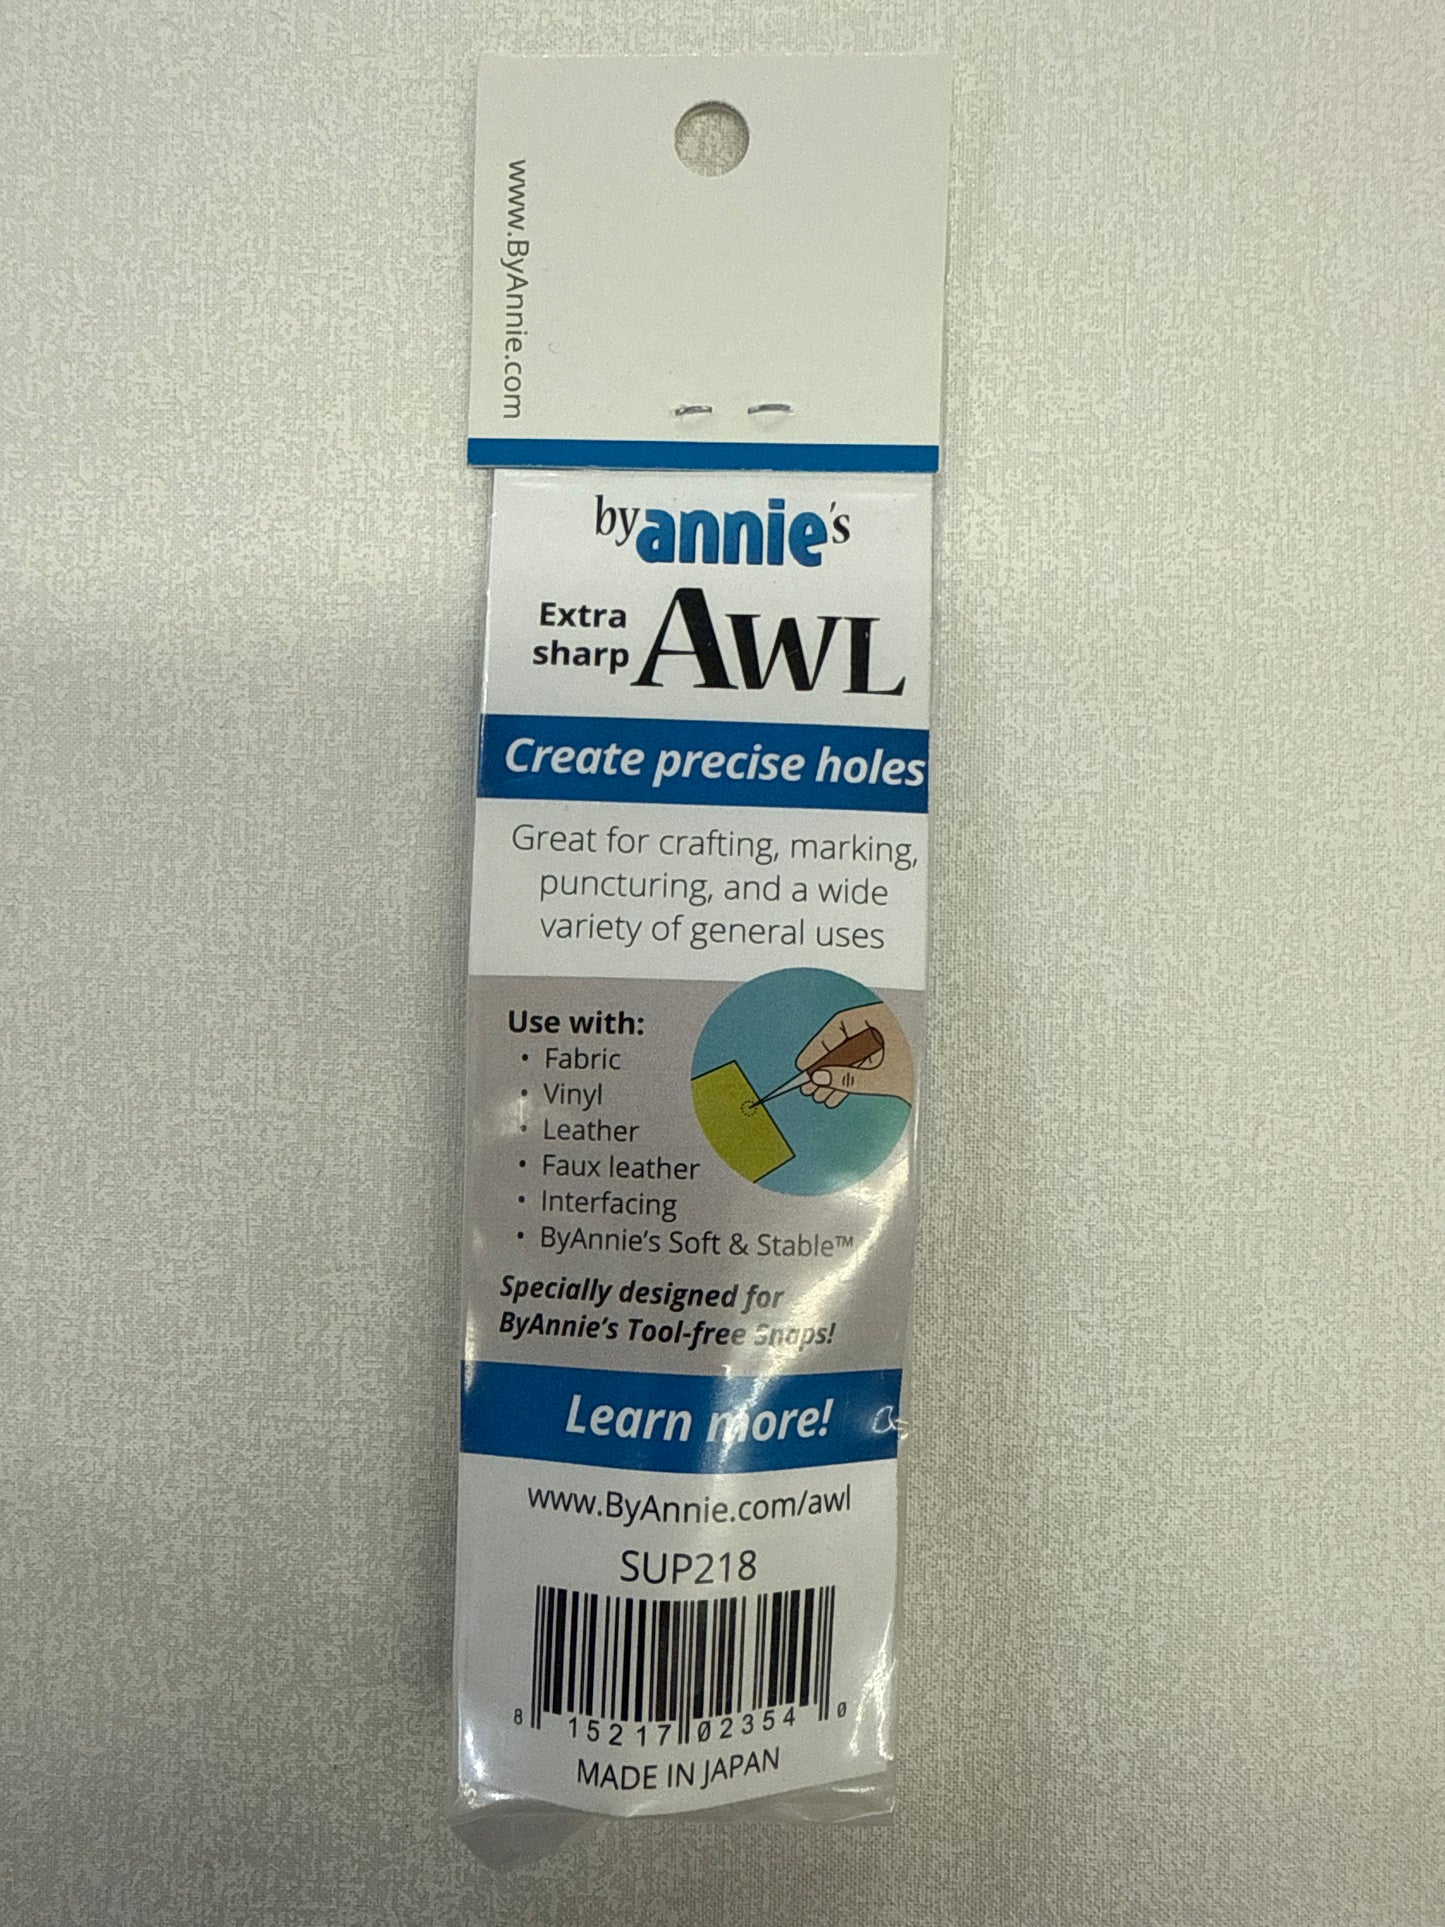 www.ByAnnie.com
by annie's
Extra
sharp
AWL
Create precise holes
Great for crafting, marking,
puncturing, and a wide
variety of general uses
Use with:
• Fabric
• Vinyl
• Leather
• Faux leather
• Interfacing
• ByAnnie's Soft & Stable™
Specially designed for
ByAnnie's Tool-free Snaps!
Learn more!
www.ByAnnie.com/awl
SUP218
8 15217 02354 0
MADE IN JAPAN